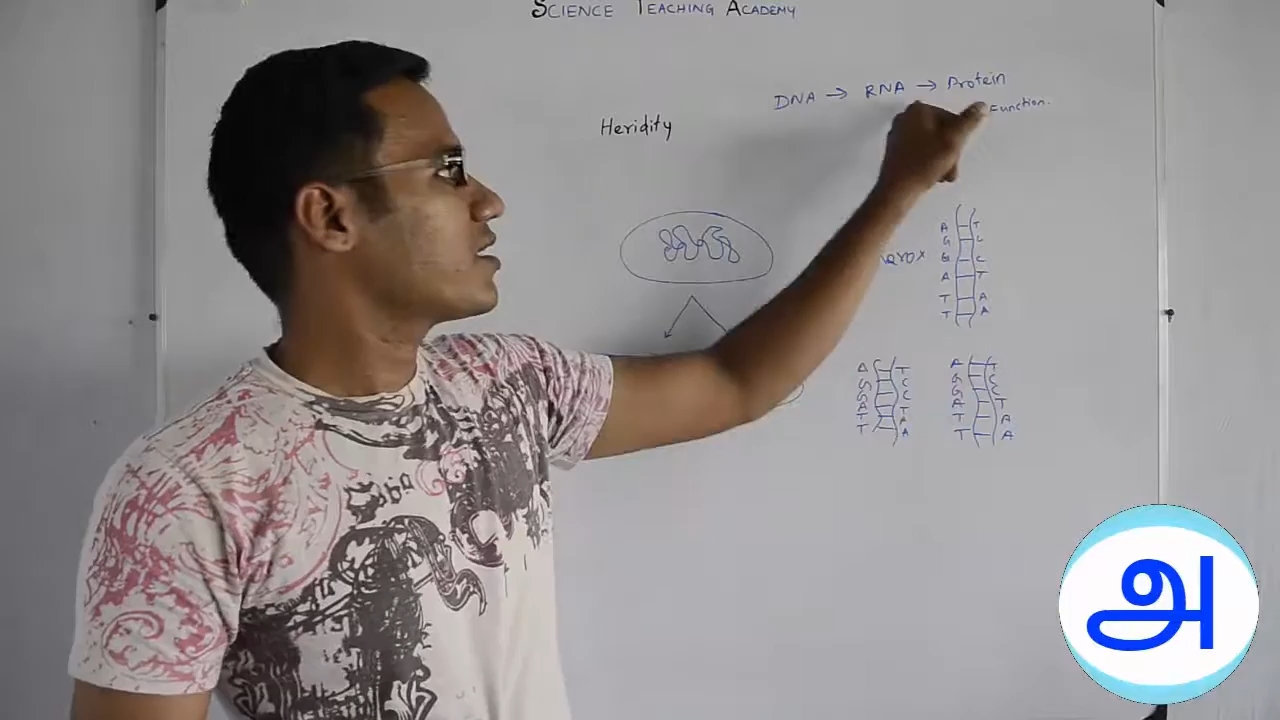 SCIENCE TEACHING ACADEMY
DNA → RNA → Protein
Function.
Heridity
A T
G C
G C
A T
T A
T A
A T
G C
G C
A T
T A
T A
A T
G C
G C
A T
T A
T A
அ